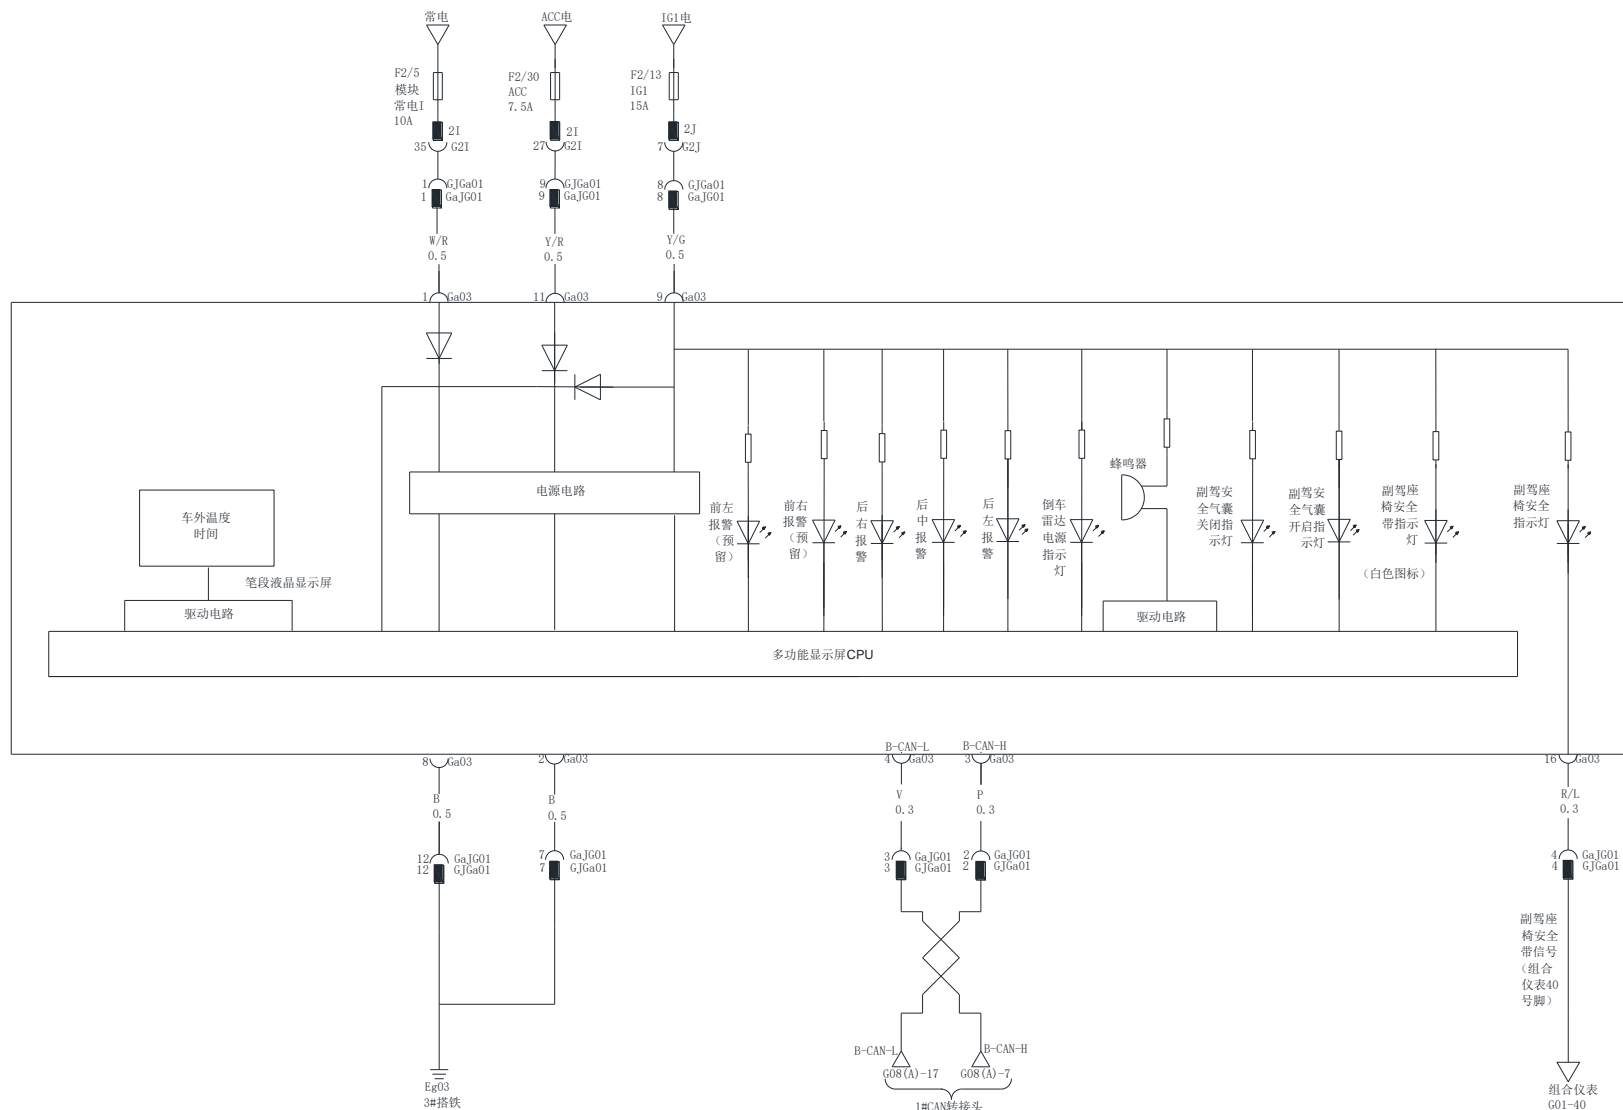 常电
ACC电
IG1电
F2/5
模块
常电I
10A
F2/30
ACC
7.5A
F2/13
IG1
15A
2I
35 G2I
2I
27 G2I
2J
7 G2J
1 GJGa01
1 GaJG01
9 GJGa01
9 GaJG01
8 GJGa01
8 GaJG01
W/R
0.5
Y/R
0.5
Y/G
0.5
1 Ga03
11 Ga03
9 Ga03
电源电路
车外温度
时间
笔段液晶显示屏
驱动电路
前左
报警
（预
留）
前右
报警
（预
留）
后
右
报
警
后
中
报
警
后
左
报
警
倒车
雷达
电源
指示
灯
蜂鸣器
驱动电路
副驾安
全气囊
关闭指
示灯
副驾安
全气囊
开启指
示灯
副驾座
椅安全
带指示
灯
（白色图标）
副驾座
椅安全
指示灯
多功能显示屏CPU
8 Ga03
2 Ga03
B-CAN-L
4 Ga03
B-CAN-H
3 Ga03
16 Ga03
B
0.5
B
0.5
V
0.3
P
0.3
R/L
0.3
12 GaJG01
12 GJGa01
7 GaJG01
7 GJGa01
3 GaJG01
3 GJGa01
2 GaJG01
2 GJGa01
4 GaJG01
4 GJGa01
副驾座
椅安全
带信号
（组合
仪表40
号脚）
B-CAN-L
B-CAN-H
G08(A)-17
G08(A)-7
1#CAN转接头
Eg03
3#搭铁
组合仪表
G01-40